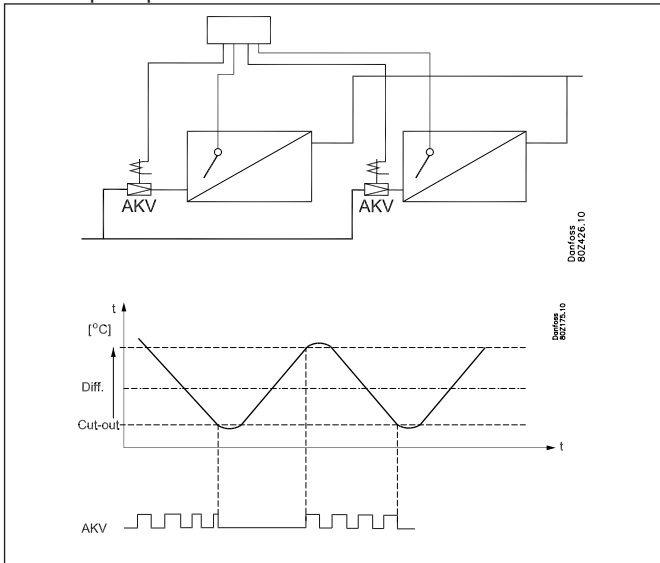 AKV
AKV
Danfoss
80Z426.10
t
[°C]
Danfoss
80Z175.10
Diff.
Cut-out
t
AKV